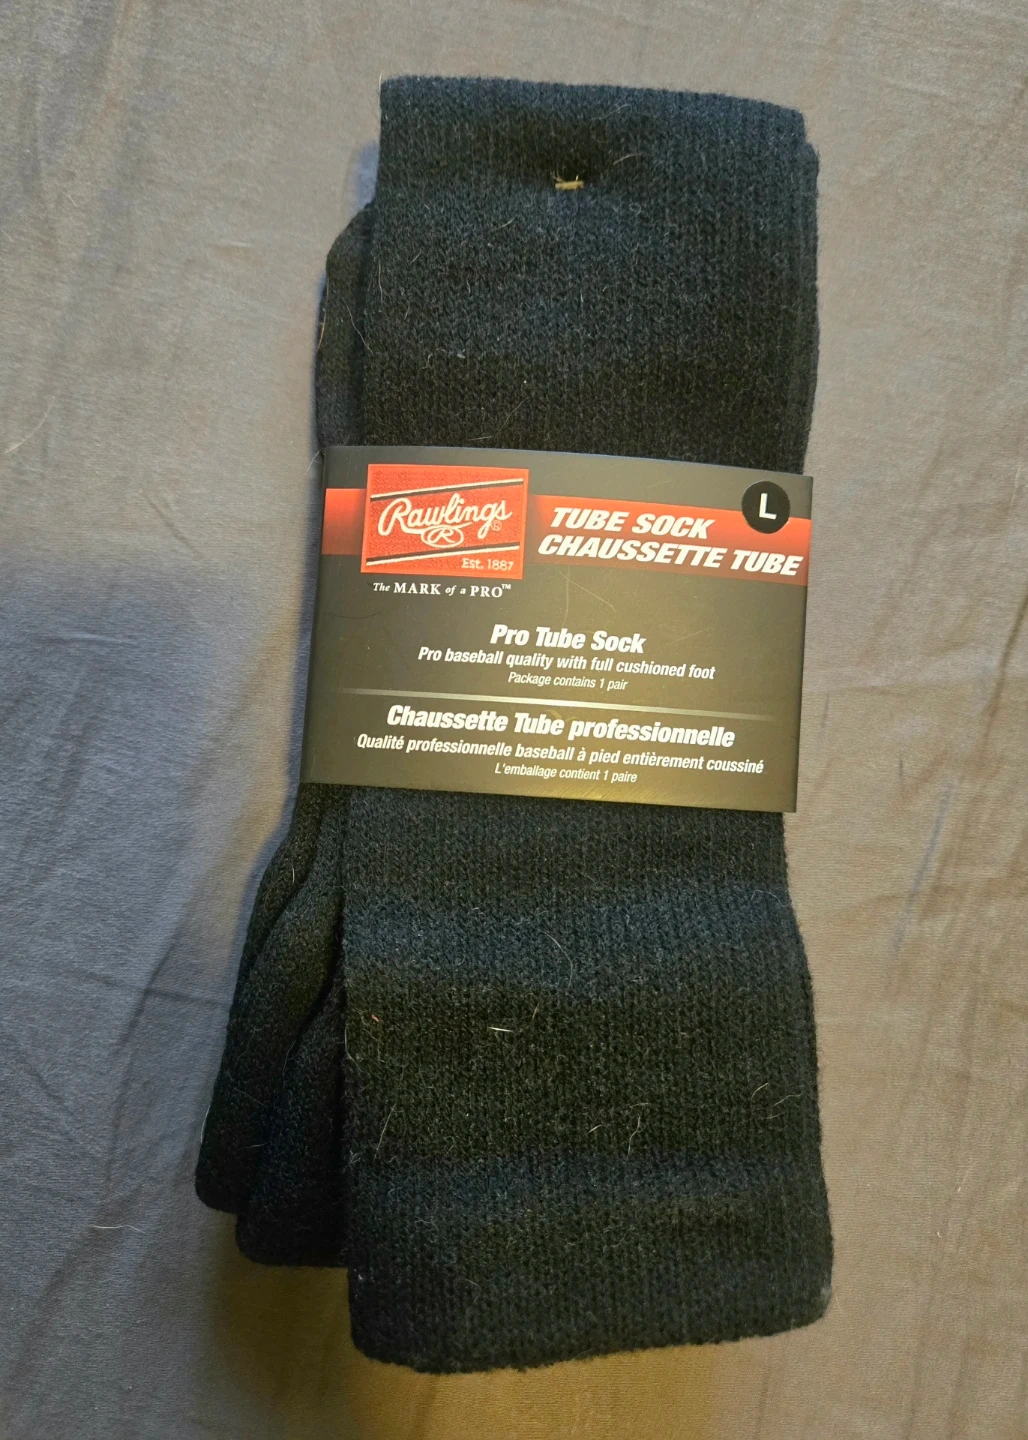 L
Rawlings®
R
Est. 1887
The MARK of a PRO™
TUBE SOCK
CHAUSSETTE TUBE
Pro Tube Sock
Pro baseball quality with full cushioned foot
Package contains 1 pair
Chaussette Tube professionnelle
Qualité professionnelle baseball à pied entièrement coussiné
L'emballage contient 1 paire